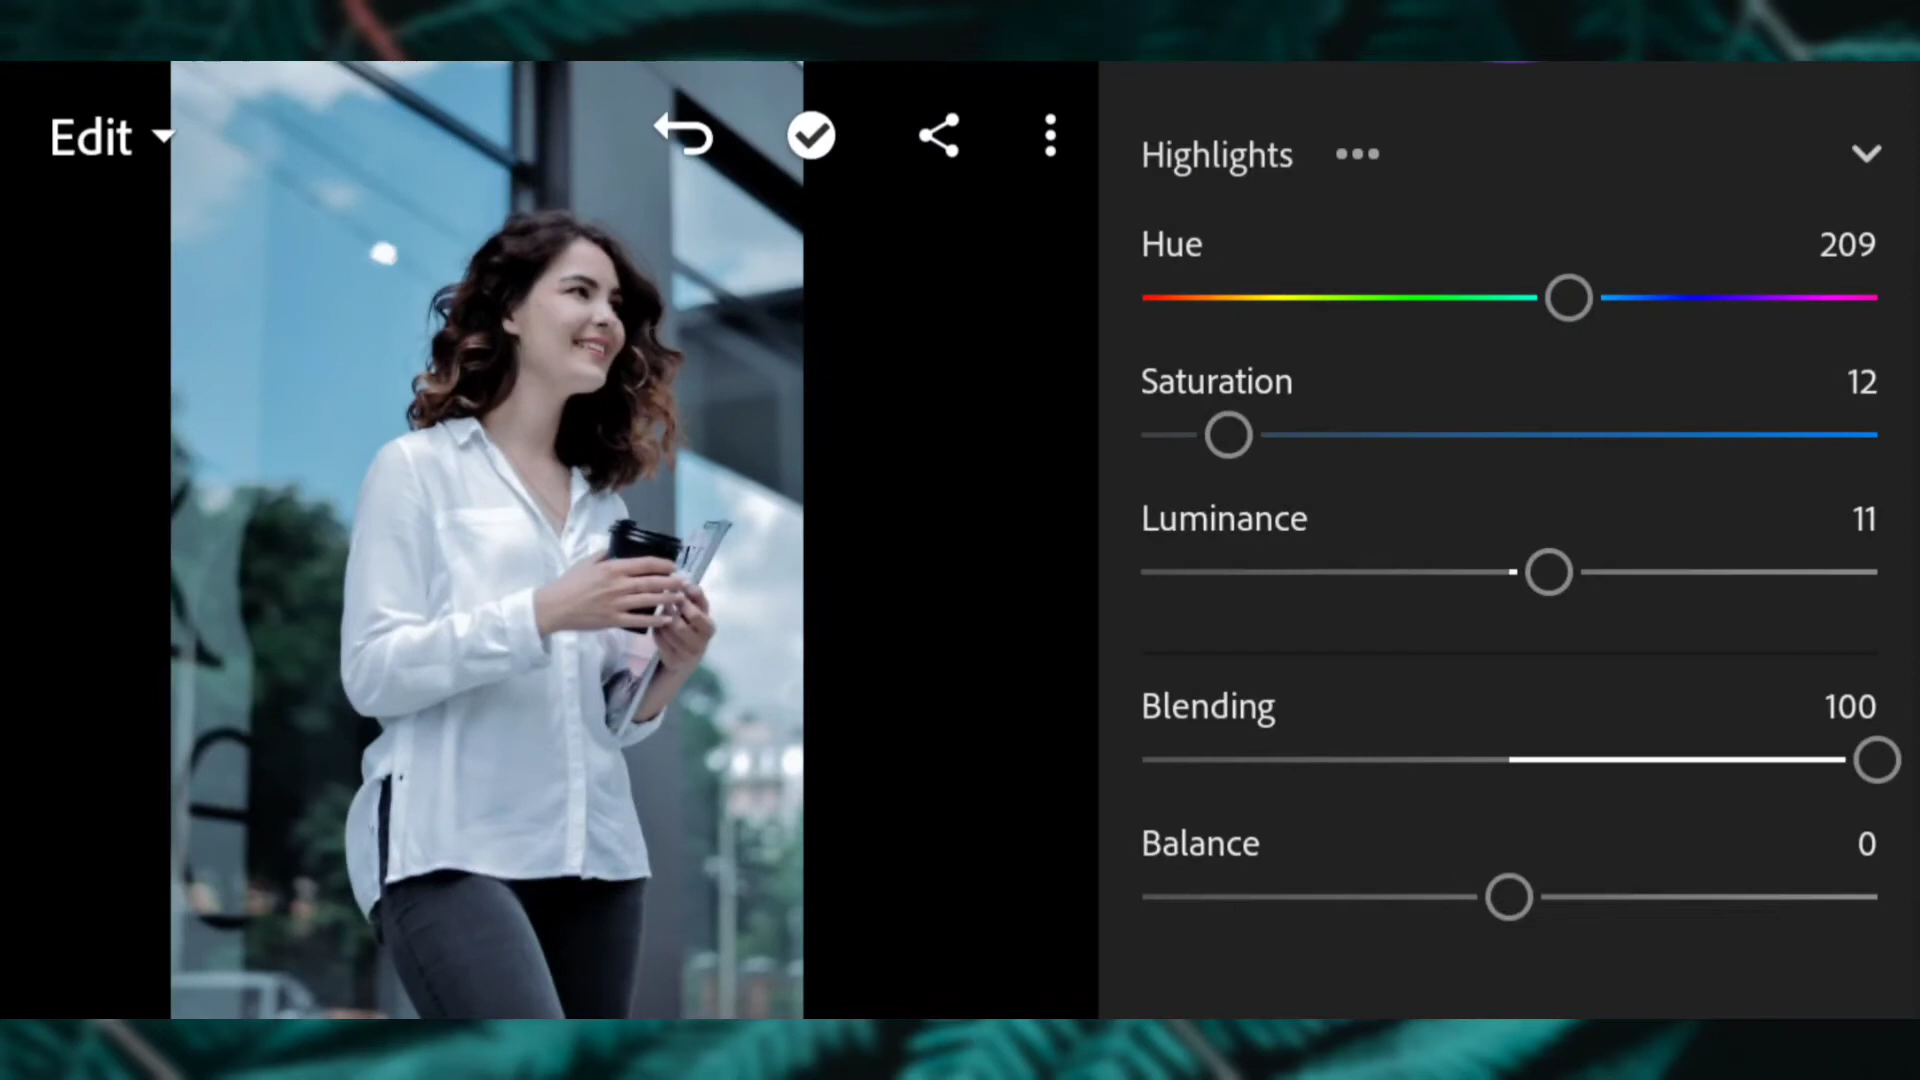 Edit
Highlights
Hue 209
Saturation 12
Luminance 11
Blending 100
Balance 0